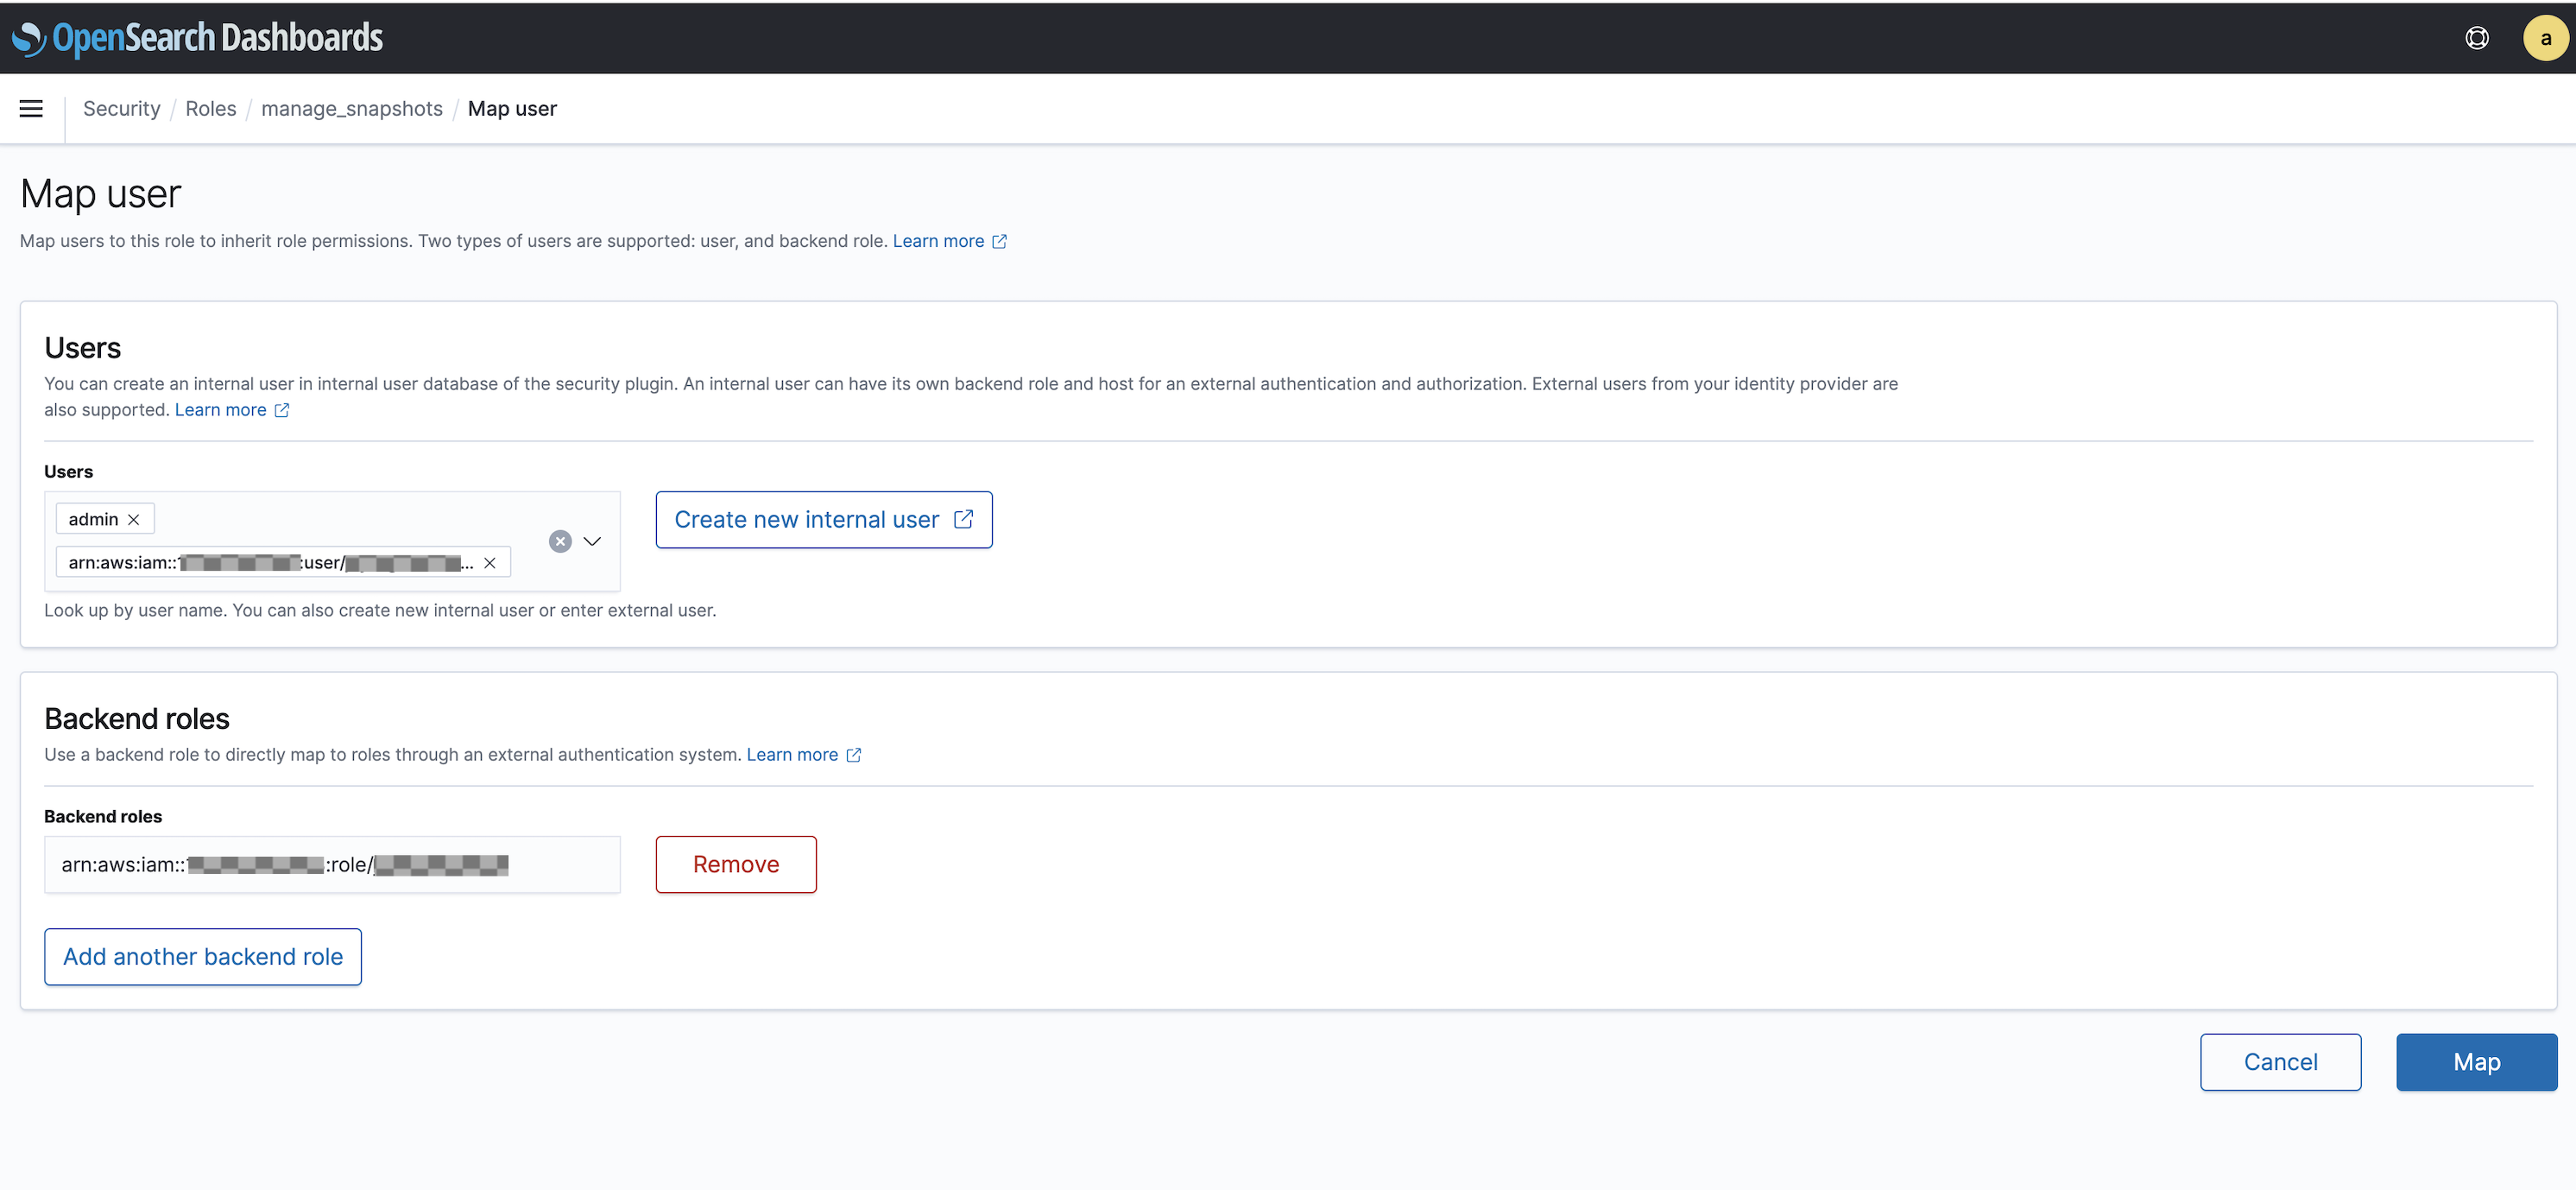 OpenSearch Dashboards
a
Security / Roles / manage_snapshots / Map user
Map user
Map users to this role to inherit role permissions. Two types of users are supported: user, and backend role. Learn more
Users
You can create an internal user in internal user database of the security plugin. An internal user can have its own backend role and host for an external authentication and authorization. External users from your identity provider are
also supported. Learn more
Users
admin
Create new internal user
arn:aws:iam:: :user/ ...
Look up by user name. You can also create new internal user or enter external user.
Backend roles
Use a backend role to directly map to roles through an external authentication system. Learn more
Backend roles
arn:aws:iam:: :role/
Remove
Add another backend role
Cancel
Map